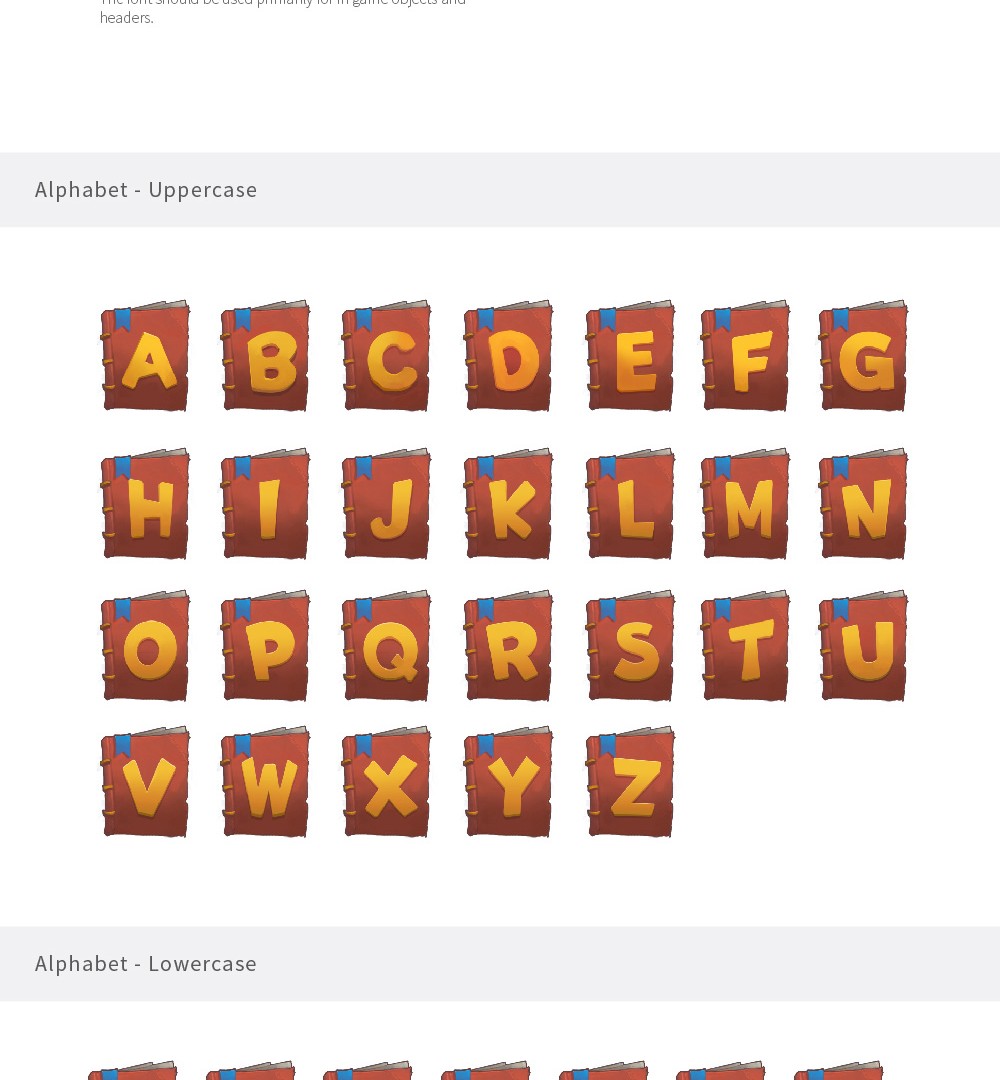 The font should be used primarily for in game objects and
headers.
Alphabet - Uppercase
A B C D E F G
H I J K L M N
O P Q R S T U
V W X Y Z
Alphabet - Lowercase